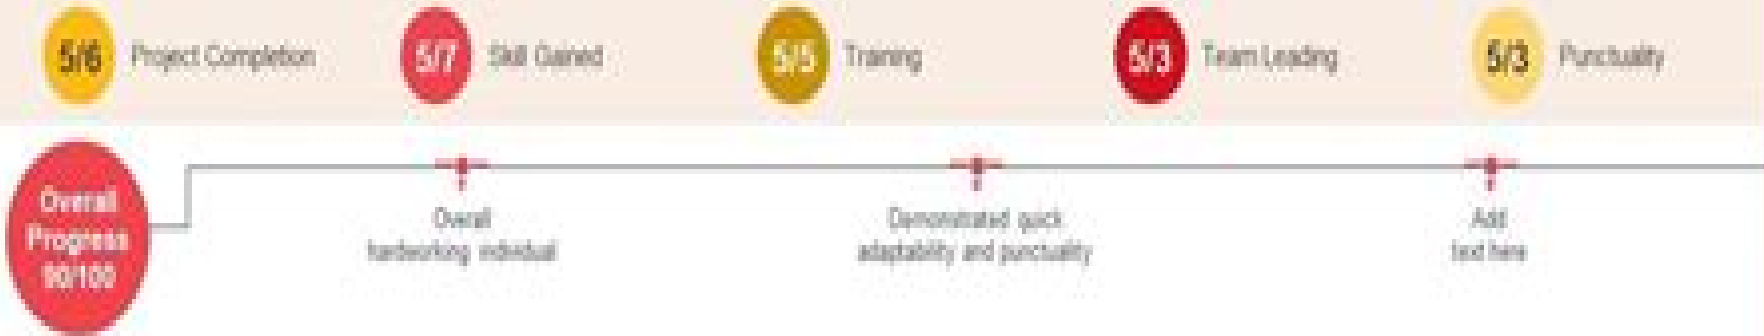 5/6 Project Completion
5/7 Skill Gained
5/5 Training
5/3 Team Leading
5/3 Punctuality
Overall
Progress
90/100
Overall
hardworking individual
Demonstrated quick
adaptability and punctuality
Add
text here